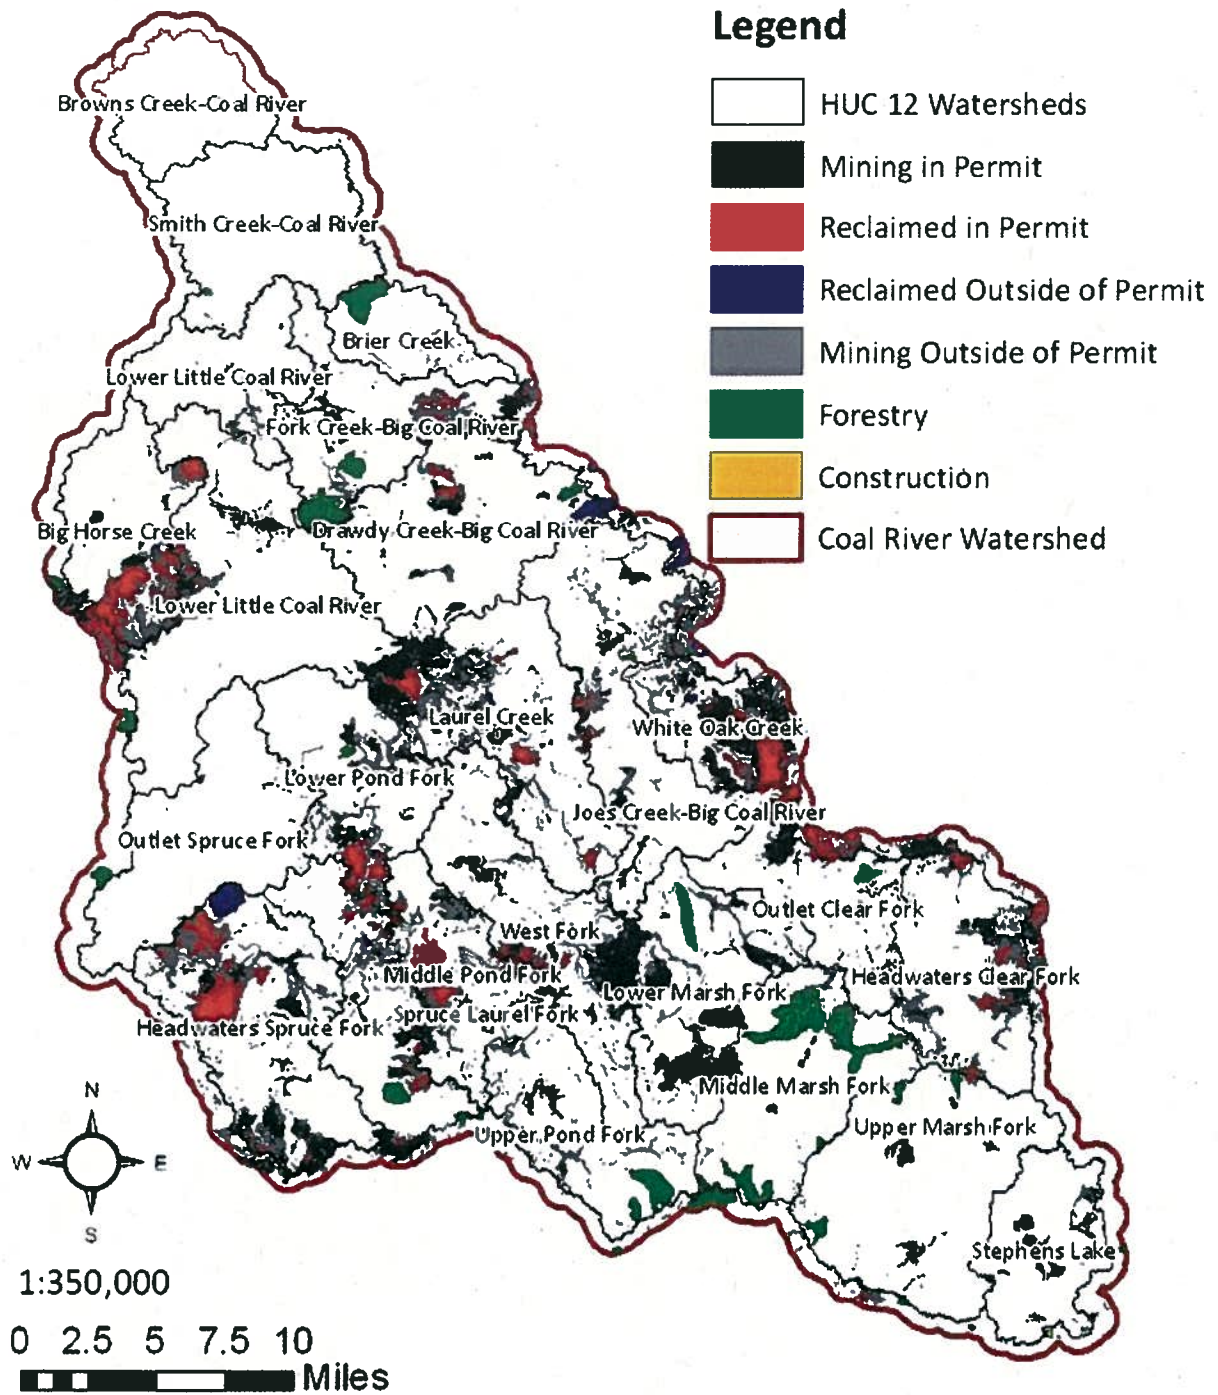 Legend
HUC 12 Watersheds
Mining in Permit
Reclaimed in Permit
Reclaimed Outside of Permit
Mining Outside of Permit
Forestry
Construction
Coal River Watershed
Browns Creek-Coal River
Smith Creek-Coal River
Brier Creek
Lower Little Coal River
Fork Creek-Big Coal River
Big Horse Creek
Drawdy Creek-Big Coal River
Lower Little Coal River
Laurel Creek
White Oak Creek
Lower Pond Fork
Joes Creek-Big Coal River
Outlet Spruce Fork
Outlet Clear Fork
West Fork
Middle Pond Fork
Headwaters Clear Fork
Lower Marsh Fork
Spruce Laurel Fork
Headwaters Spruce Fork
Middle Marsh Fork
Upper Marsh Fork
Upper Pond Fork
Stephens Lake
N
W E
S
1:350,000
0 2.5 5 7.5 10
Miles